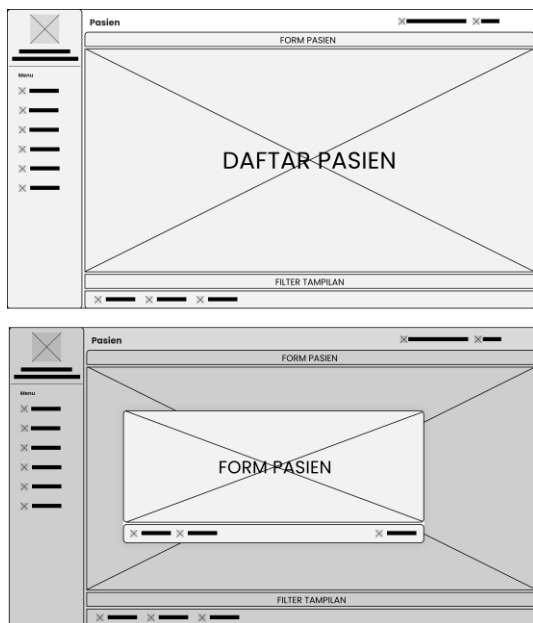 Pasien
FORM PASIEN
Menu
DAFTAR PASIEN
FILTER TAMPILAN
Pasien
FORM PASIEN
Menu
FORM PASIEN
FILTER TAMPILAN